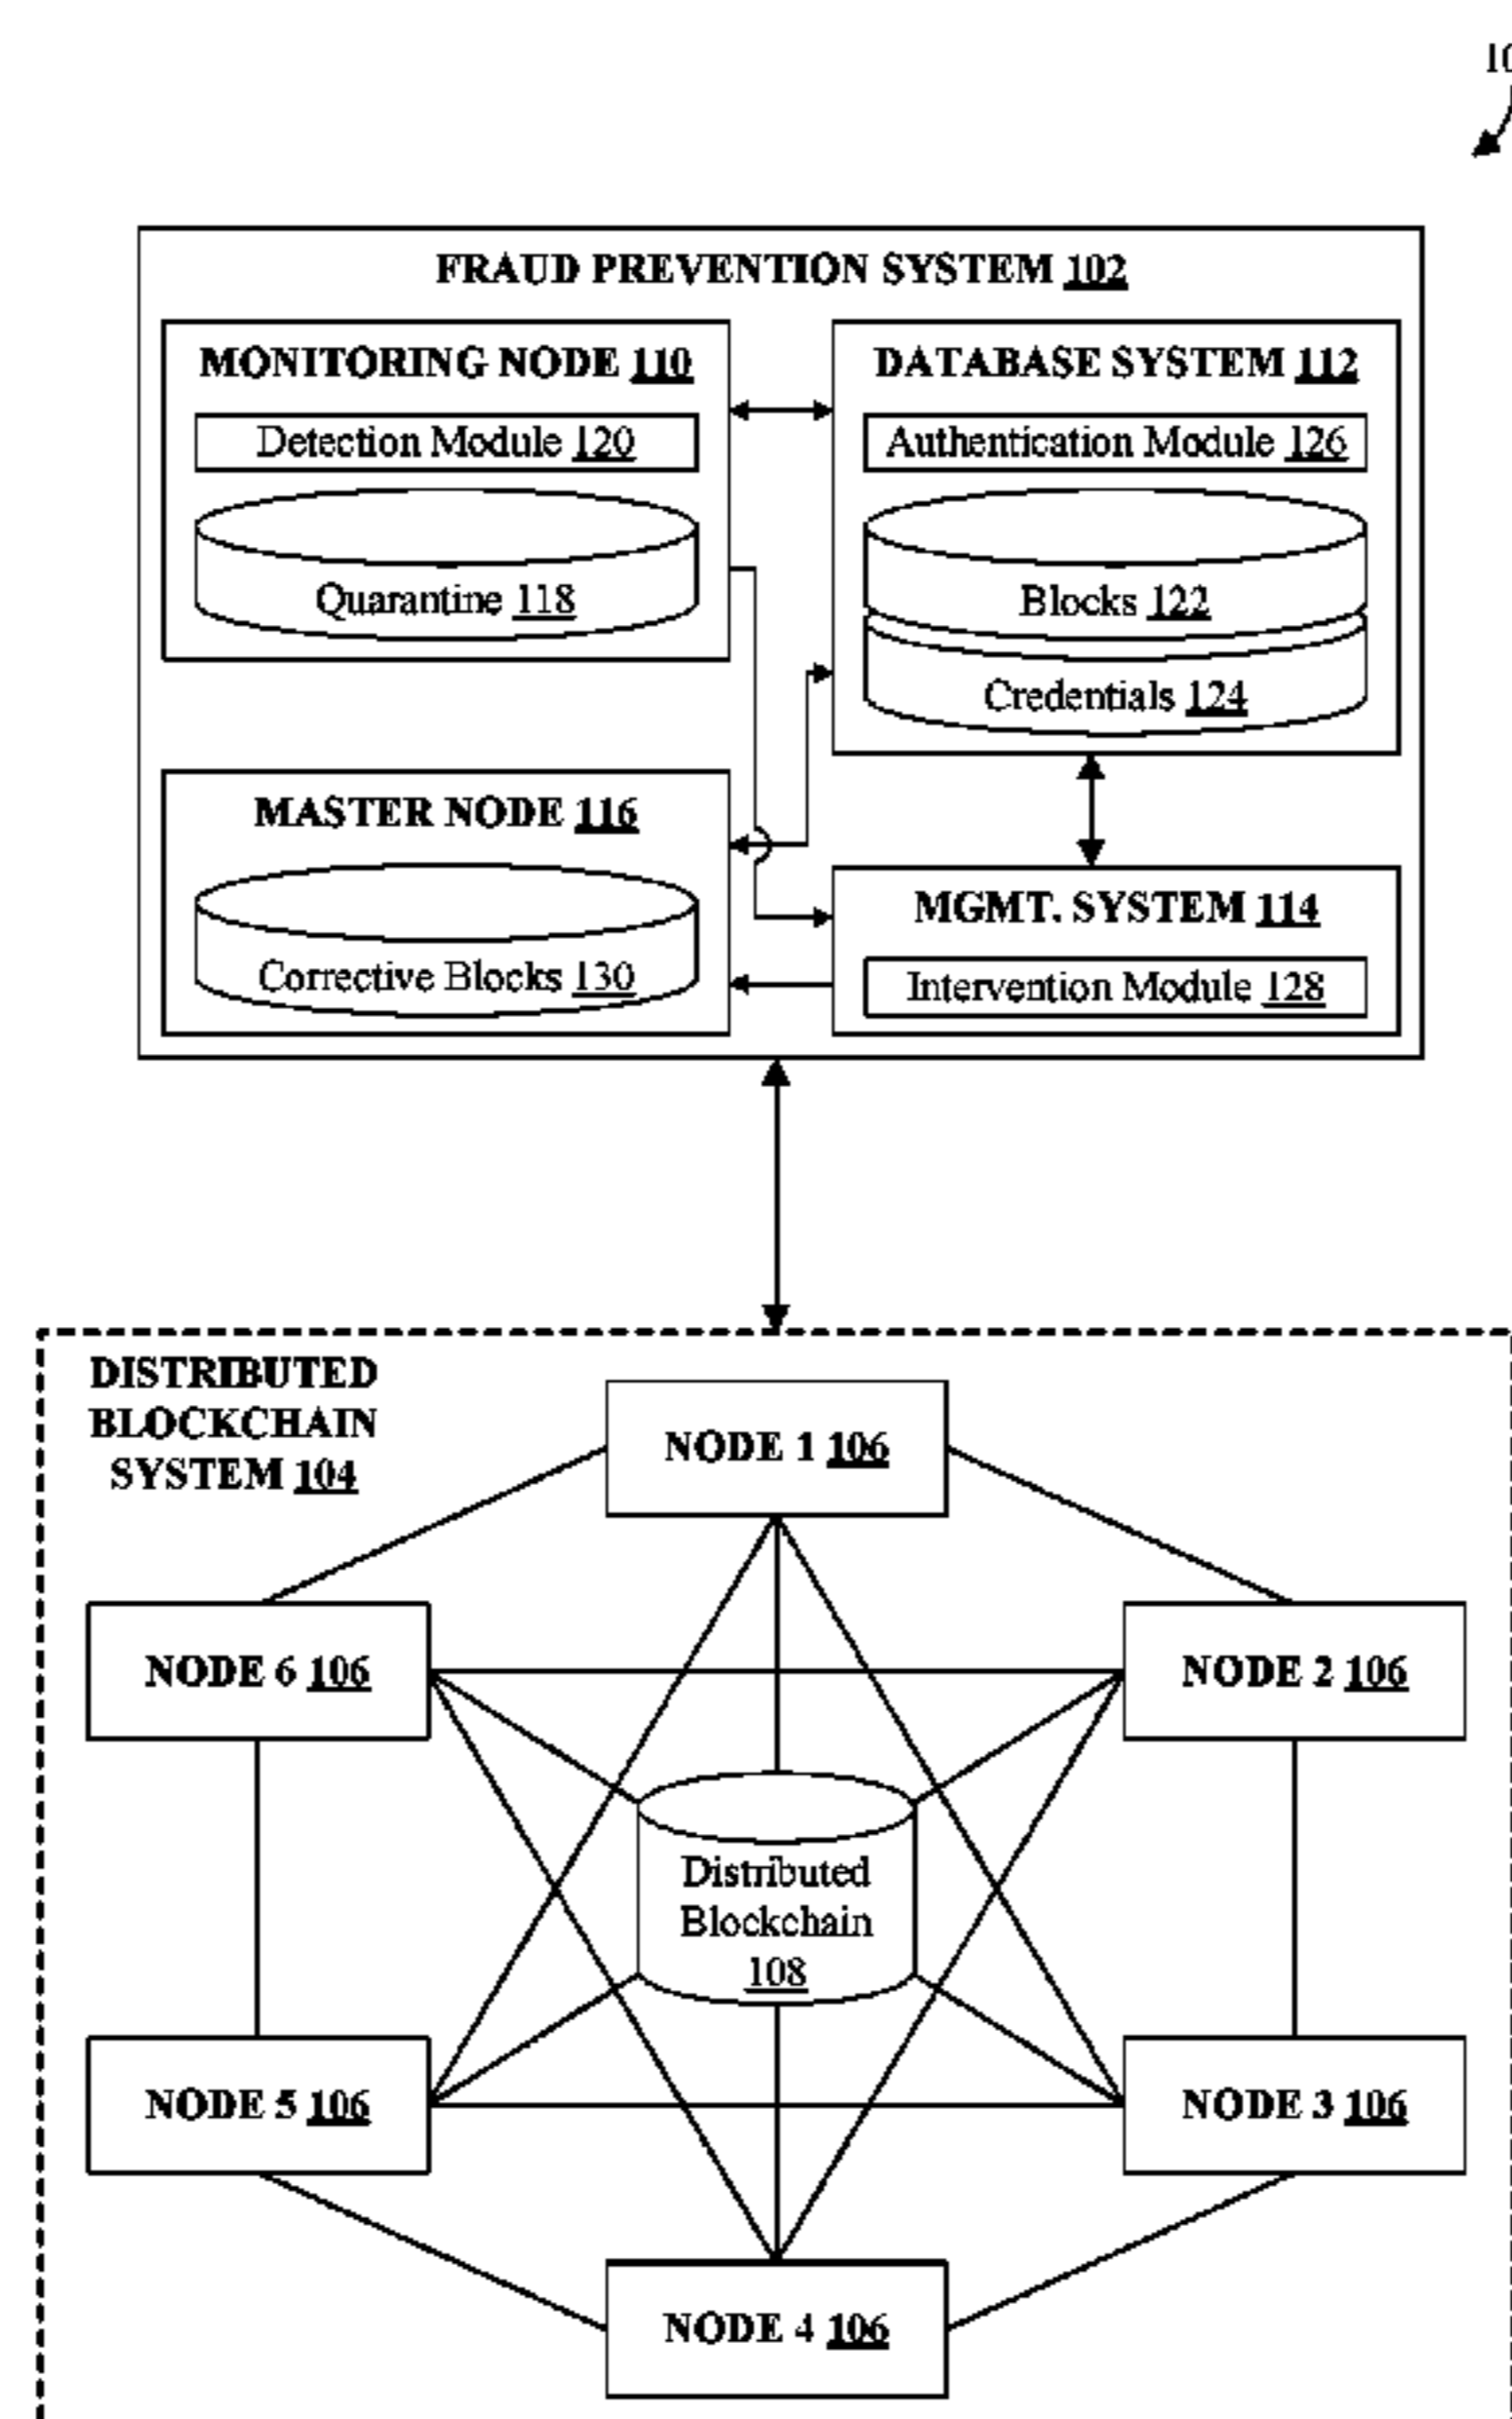 10
FRAUD PREVENTION SYSTEM 102
MONITORING NODE 110
Detection Module 120
Quarantine 118
DATABASE SYSTEM 112
Authentication Module 126
Blocks 122
Credentials 124
MASTER NODE 116
Corrective Blocks 130
MGMT. SYSTEM 114
Intervention Module 128
DISTRIBUTED
BLOCKCHAIN
SYSTEM 104
NODE 1 106
NODE 6 106
NODE 2 106
Distributed
Blockchain
108
NODE 5 106
NODE 3 106
NODE 4 106